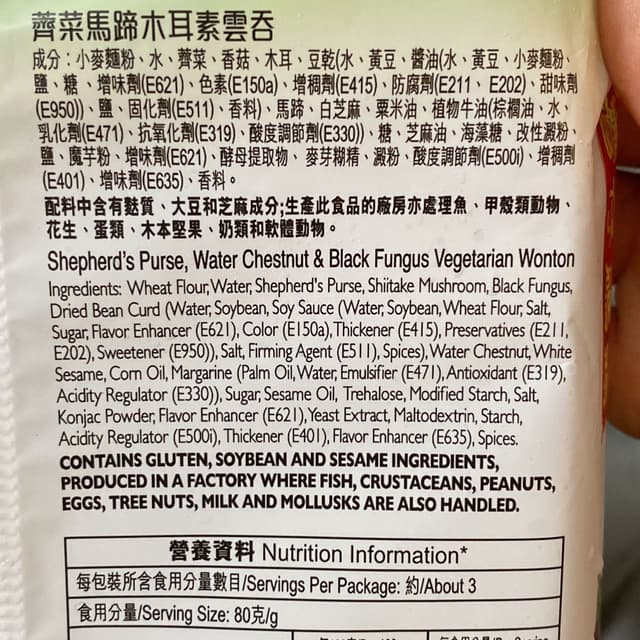 薺菜馬蹄木耳素雲吞
成分：小麥麵粉、水、薺菜、香菇、木耳、豆乾(水、黃豆、醬油(水、黃豆、小麥麵粉、
鹽、糖、增味劑(E621)、色素(E150a)、增稠劑(E415)、防腐劑(E211、E202)、甜味劑
(E950))、鹽、固化劑(E511)、香料)、馬蹄、白芝麻、粟米油、植物牛油(棕櫚油、水、
乳化劑(E471)、抗氧化劑(E319)、酸度調節劑(E330))、糖、芝麻油、海藻糖、改性澱粉、
鹽、魔芋粉、增味劑(E621)、酵母提取物、麥芽糊精、澱粉、酸度調節劑(E500i)、增稠劑
(E401)、增味劑(E635)、香料。
配料中含有麩質、大豆和芝麻成分;生產此食品的廠房亦處理魚、甲殼類動物、
花生、蛋類、木本堅果、奶類和軟體動物。
Shepherd's Purse, Water Chestnut & Black Fungus Vegetarian Wonton
Ingredients: Wheat Flour, Water, Shepherd's Purse, Shiitake Mushroom, Black Fungus,
Dried Bean Curd (Water, Soybean, Soy Sauce (Water, Soybean, Wheat Flour, Salt,
Sugar, Flavor Enhancer (E621), Color (E150a), Thickener (E415), Preservatives (E211,
E202), Sweetener (E950)), Salt, Firming Agent (E511), Spices), Water Chestnut, White
Sesame, Corn Oil, Margarine (Palm Oil, Water, Emulsifier (E471), Antioxidant (E319),
Acidity Regulator (E330)), Sugar, Sesame Oil, Trehalose, Modified Starch, Salt,
Konjac Powder, Flavor Enhancer (E621), Yeast Extract, Maltodextrin, Starch,
Acidity Regulator (E500i), Thickener (E401), Flavor Enhancer (E635), Spices.
CONTAINS GLUTEN, SOYBEAN AND SESAME INGREDIENTS,
PRODUCED IN A FACTORY WHERE FISH, CRUSTACEANS, PEANUTS,
EGGS, TREE NUTS, MILK AND MOLLUSKS ARE ALSO HANDLED.
營養資料 Nutrition Information*
每包裝所含食用分量數目/Servings Per Package: 約/About 3
食用分量/Serving Size: 80克/g